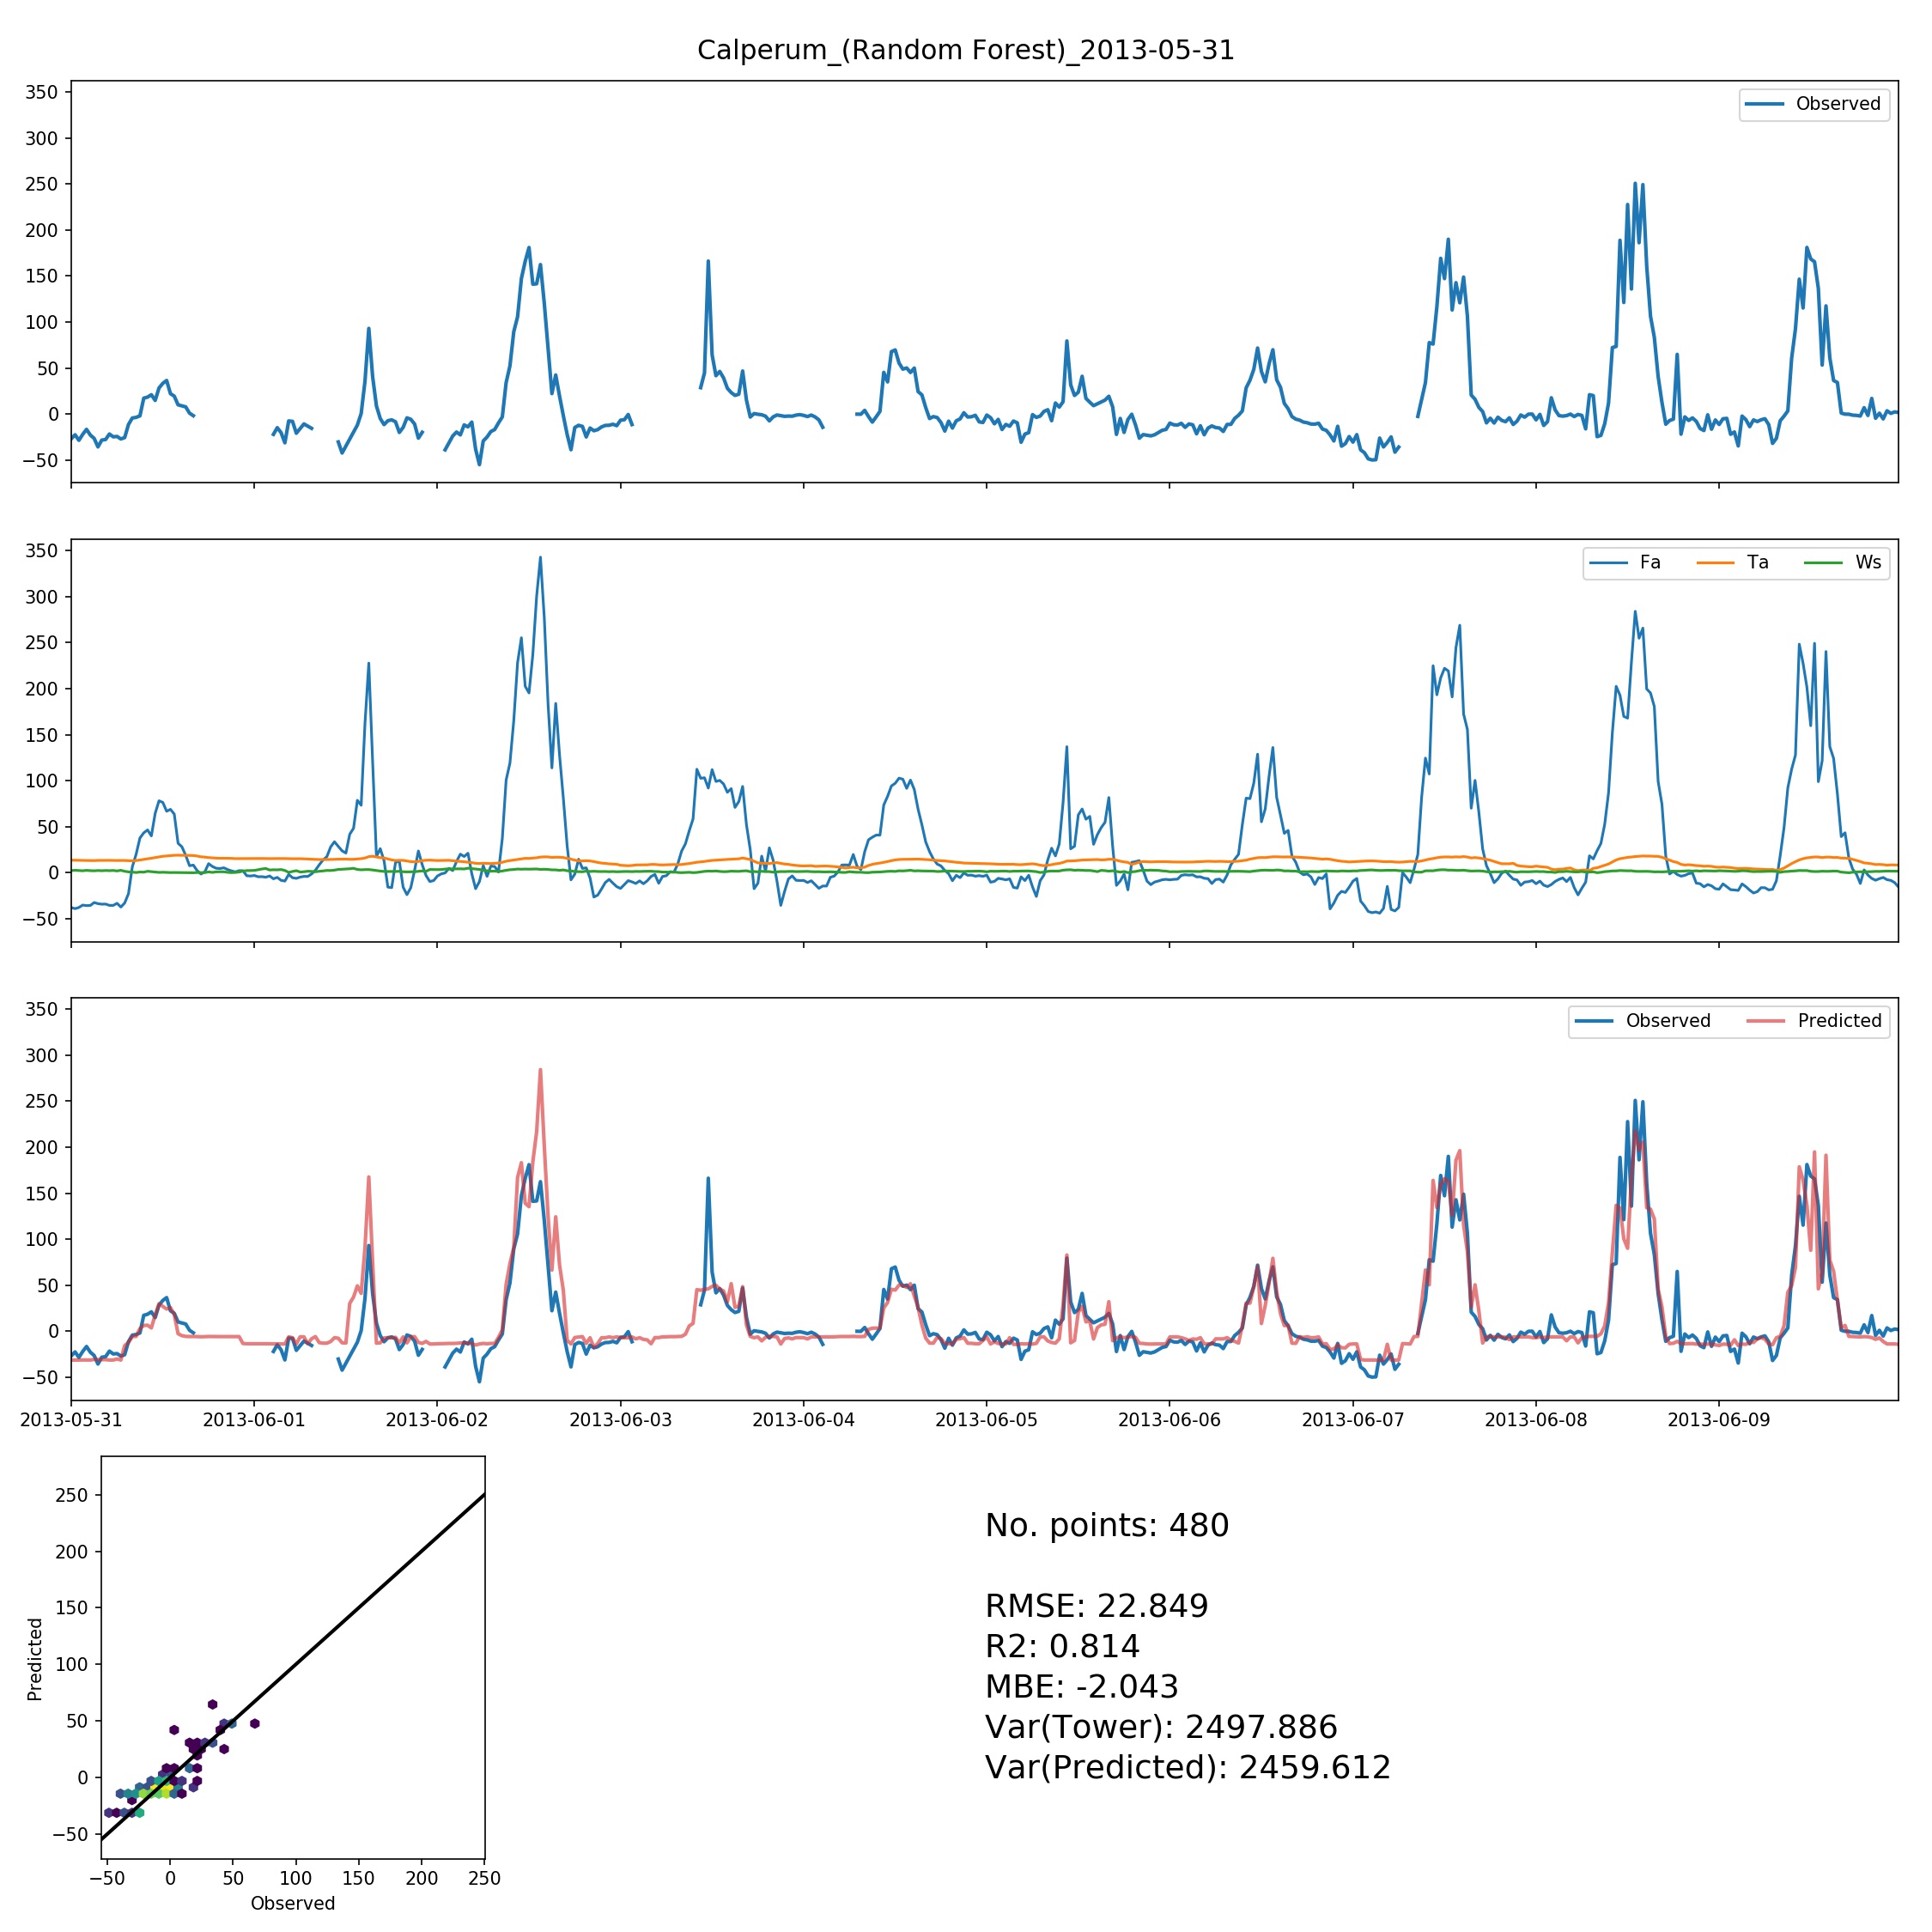 Calperum_(Random Forest)_2013-05-31
350
300
250
200
150
100
50
0
−50
Observed
350
300
250
200
150
100
50
0
−50
Fa Ta Ws
350
300
250
200
150
100
50
0
−50
Observed Predicted
2013-05-31 2013-06-01 2013-06-02 2013-06-03 2013-06-04 2013-06-05 2013-06-06 2013-06-07 2013-06-08 2013-06-09
250
200
150
100
50
0
−50
Predicted
−50 0 50 100 150 200 250
Observed
No. points: 480
RMSE: 22.849
R2: 0.814
MBE: -2.043
Var(Tower): 2497.886
Var(Predicted): 2459.612